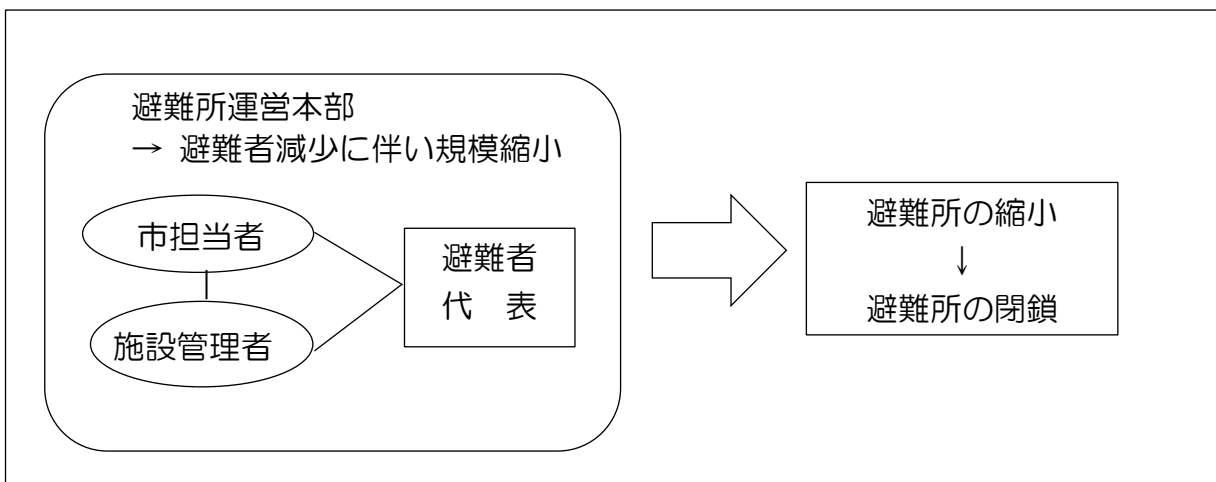 避難所運営本部
→ 避難者減少に伴い規模縮小
市担当者
施設管理者
避難者
代　表
避難所の縮小
↓
避難所の閉鎖